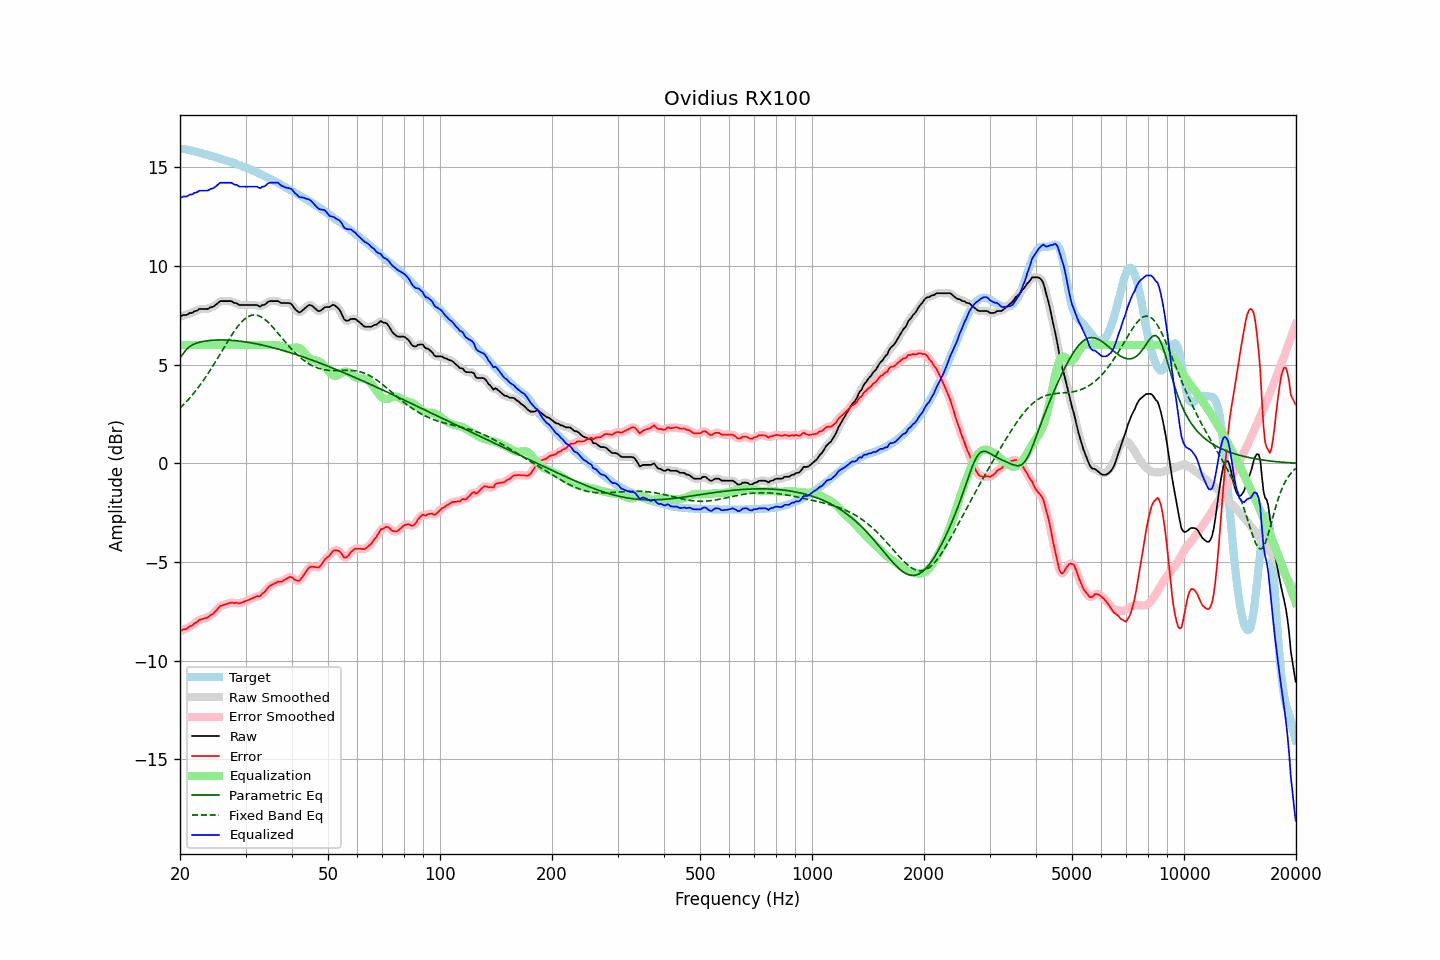 Ovidius RX100
Amplitude (dBr)
15
10
5
0
−5
−10
−15
Target
Raw Smoothed
Error Smoothed
Raw
Error
Equalization
Parametric Eq
Fixed Band Eq
Equalized
20 50 100 200 500 1000 2000 5000 10000 20000
Frequency (Hz)